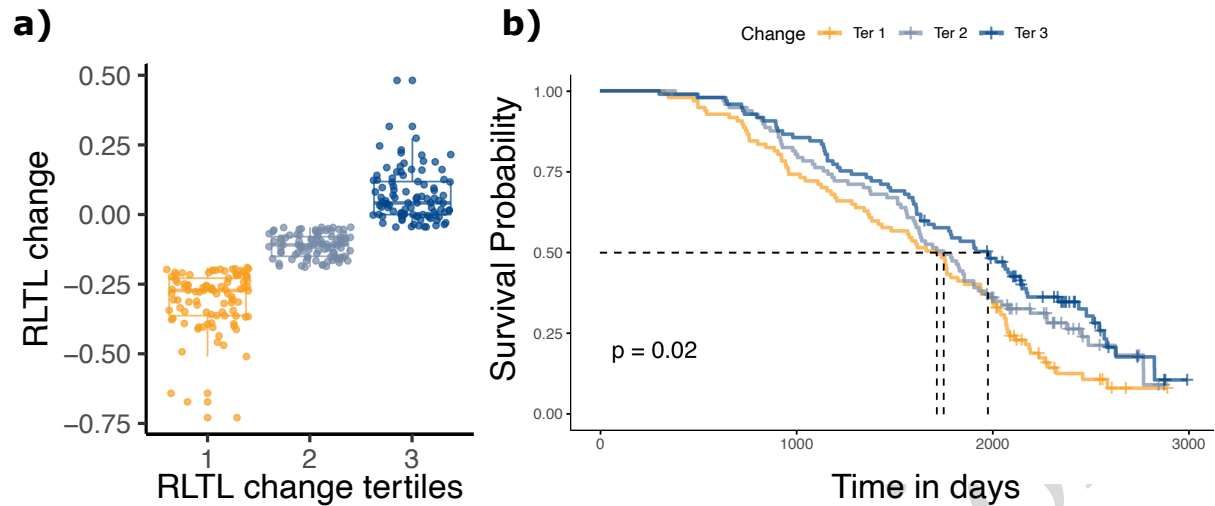 a)
RLTL change
0.50
0.25
0.00
−0.25
−0.50
−0.75
1 2 3
RLTL change tertiles
b)
Change Ter 1 Ter 2 Ter 3
Survival Probability
1.00
0.75
0.50
0.25
0.00
p = 0.02
0 1000 2000 3000
Time in days